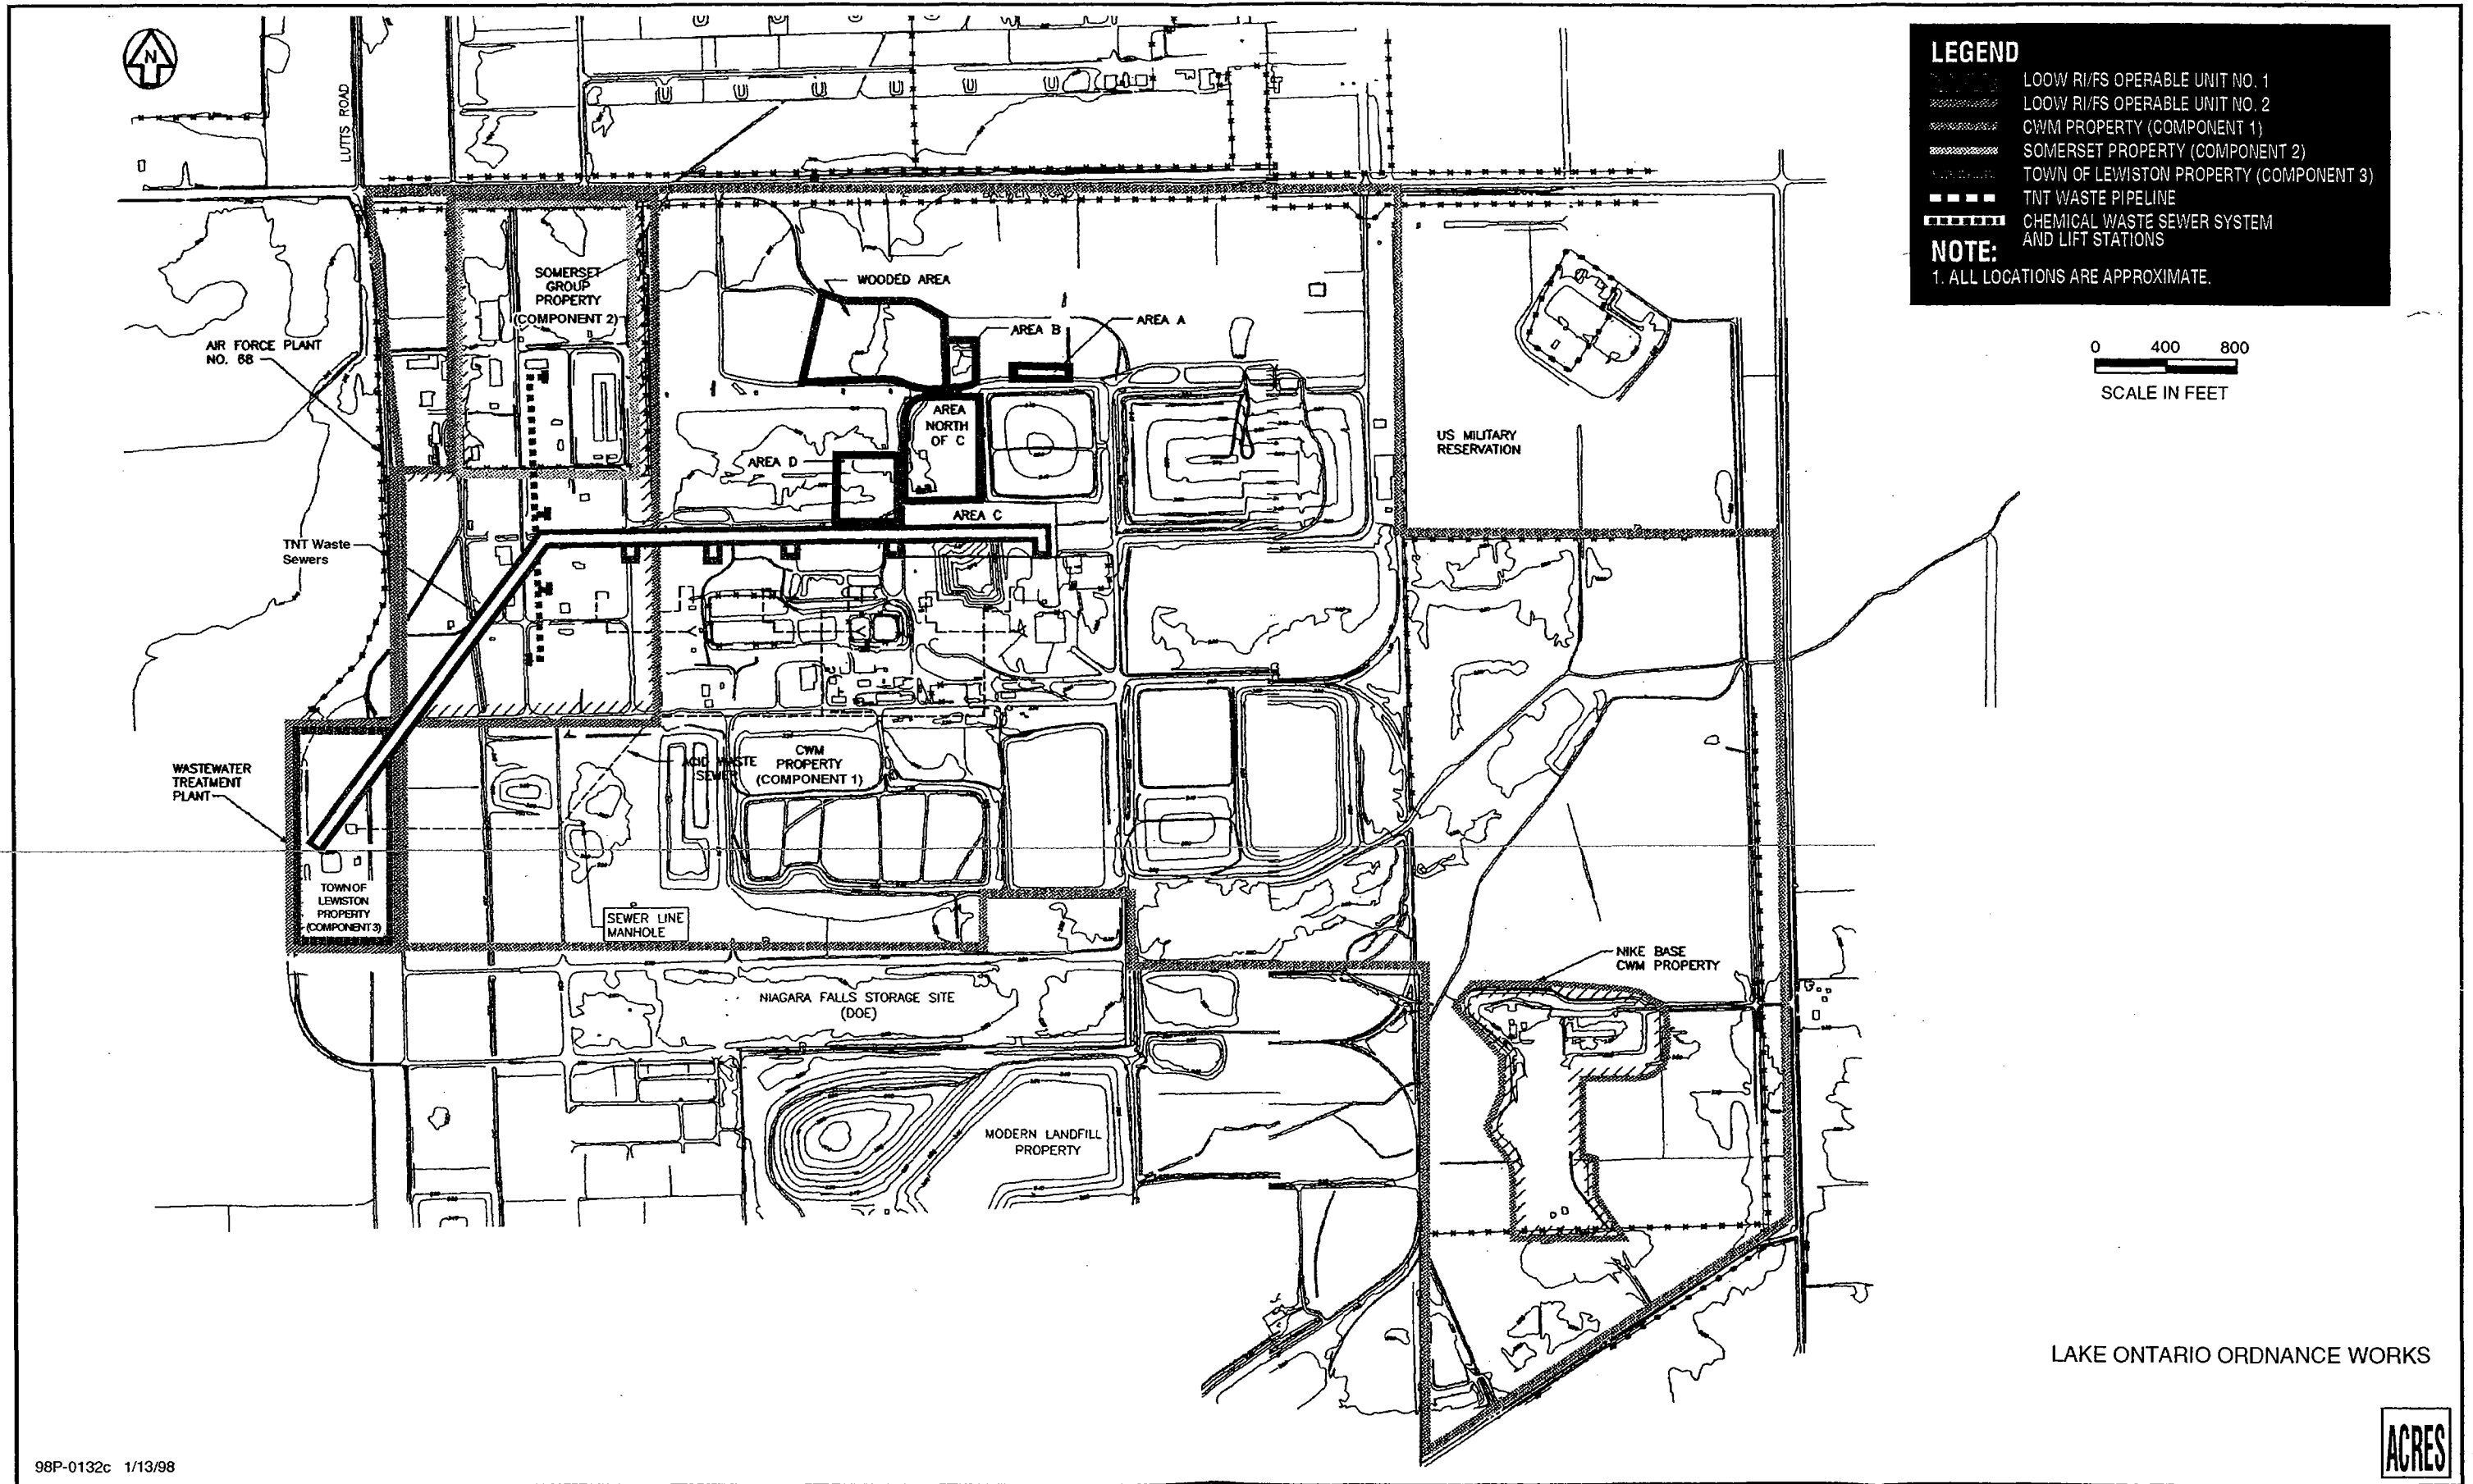 N
LUTTS ROAD
LEGEND
LOOW RI/FS OPERABLE UNIT NO. 1
LOOW RI/FS OPERABLE UNIT NO. 2
CWM PROPERTY (COMPONENT 1)
SOMERSET PROPERTY (COMPONENT 2)
TOWN OF LEWISTON PROPERTY (COMPONENT 3)
TNT WASTE PIPELINE
CHEMICAL WASTE SEWER SYSTEM
AND LIFT STATIONS
NOTE:
1. ALL LOCATIONS ARE APPROXIMATE.
0 400 800
SCALE IN FEET
SOMERSET
GROUP
PROPERTY
(COMPONENT 2)
WOODED AREA
AREA B
AREA A
AIR FORCE PLANT
NO. 68
AREA
NORTH
OF C
AREA D
AREA C
US MILITARY
RESERVATION
TNT Waste
Sewers
WASTEWATER
TREATMENT
PLANT
ACID WASTE
SEWER
CWM
PROPERTY
(COMPONENT 1)
TOWN OF
LEWISTON
PROPERTY
(COMPONENT 3)
SEWER LINE
MANHOLE
NIKE BASE
CWM PROPERTY
NIAGARA FALLS STORAGE SITE
(DOE)
MODERN LANDFILL
PROPERTY
LAKE ONTARIO ORDNANCE WORKS
ACRES
98P-0132c 1/13/98